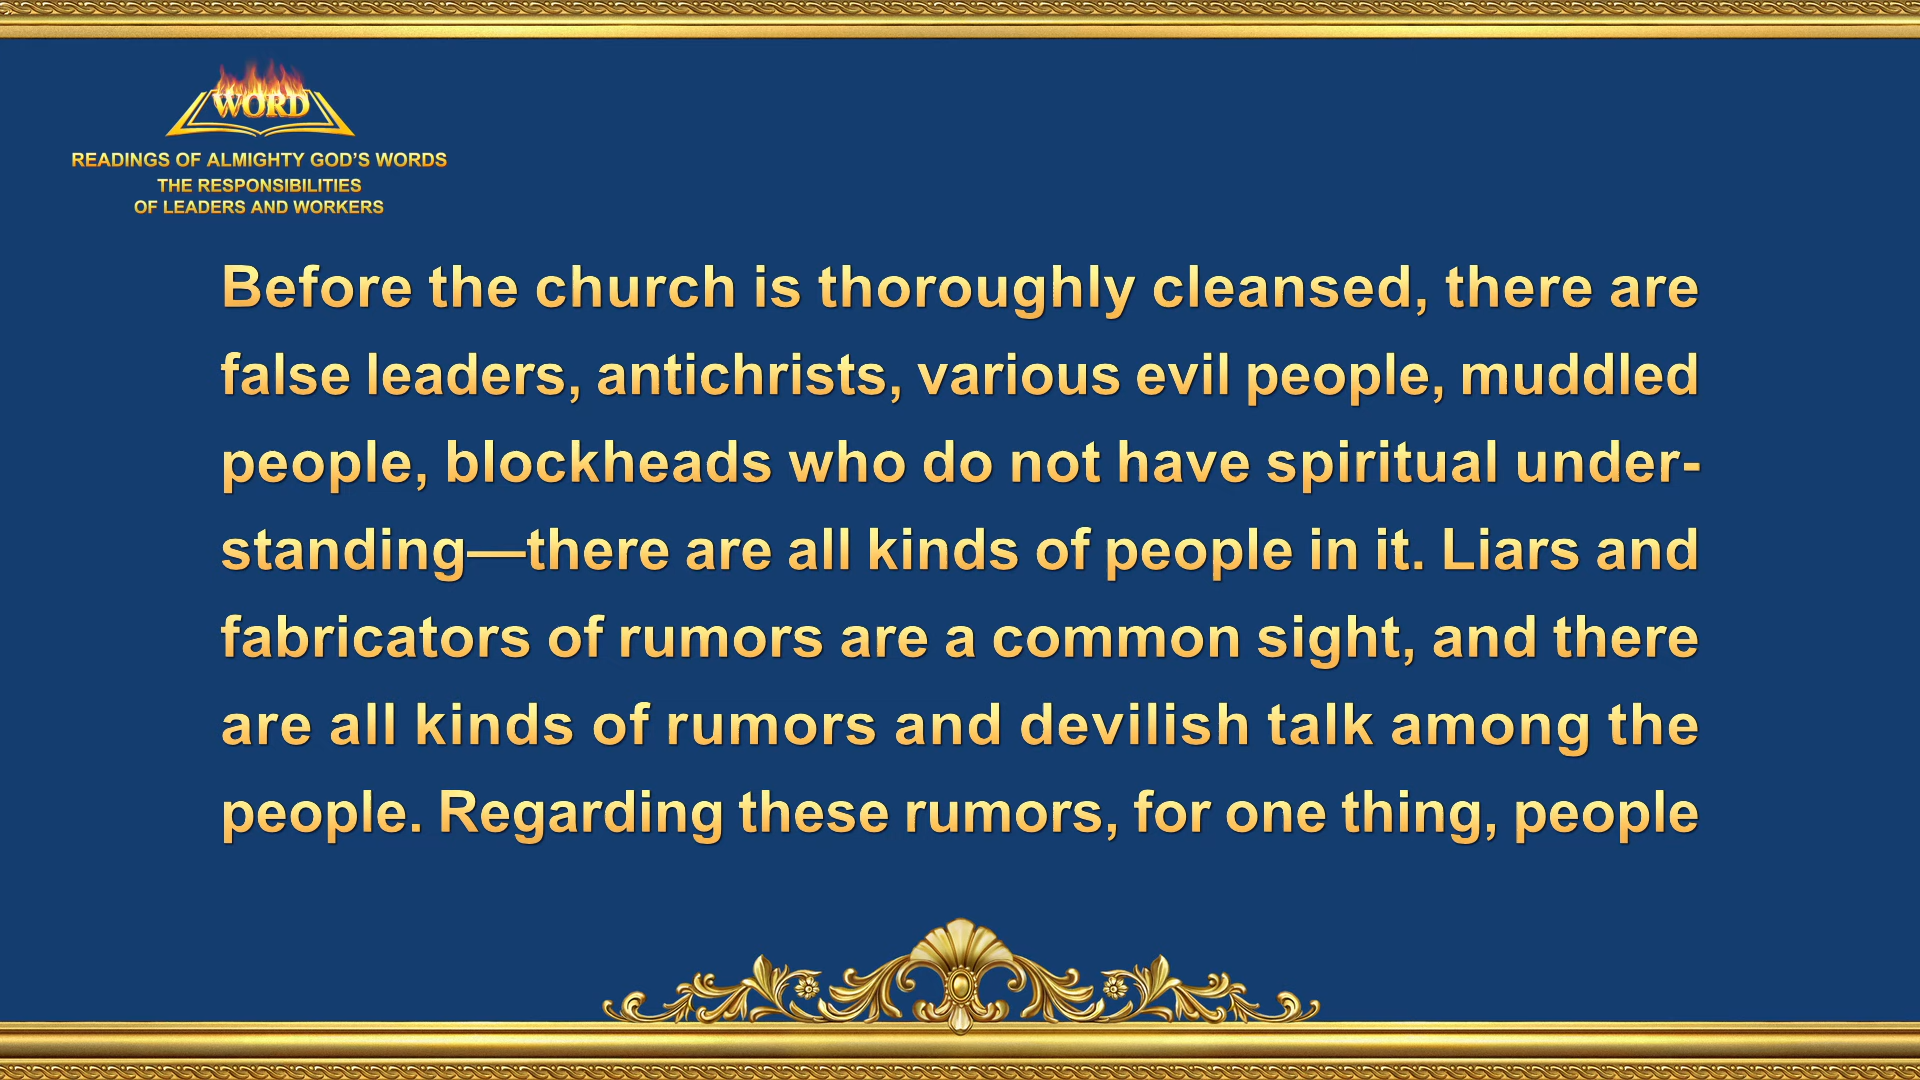 WORD
READINGS OF ALMIGHTY GOD'S WORDS
THE RESPONSIBILITIES
OF LEADERS AND WORKERS
Before the church is thoroughly cleansed, there are
false leaders, antichrists, various evil people, muddled
people, blockheads who do not have spiritual under-
standing—there are all kinds of people in it. Liars and
fabricators of rumors are a common sight, and there
are all kinds of rumors and devilish talk among the
people. Regarding these rumors, for one thing, people